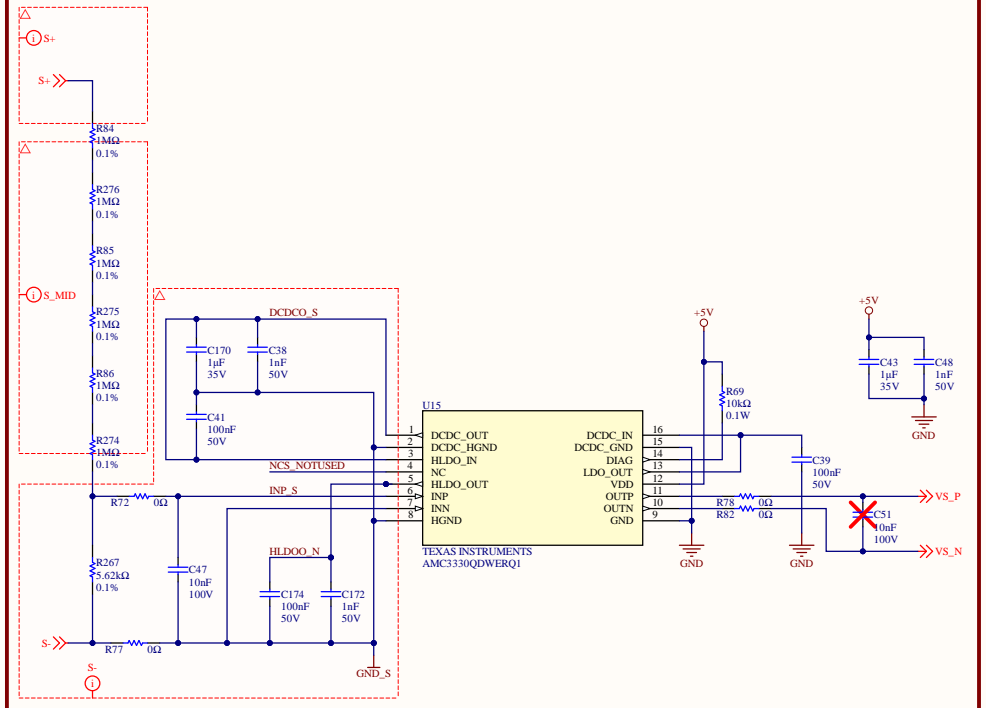 S+
S+
R84
1MΩ
0.1%
R276
1MΩ
0.1%
R85
1MΩ
0.1%
S_MID
R275
1MΩ
0.1%
R86
1MΩ
0.1%
R274
1MΩ
0.1%
R72 0Ω
R267
5.62kΩ
0.1%
S-
R77 0Ω
S-
DCDCO_S
C170
1µF
35V
C38
1nF
50V
C41
100nF
50V
NCS_NOTUSED
INP_S
HLDOO_N
C47
10nF
100V
C174
100nF
50V
C172
1nF
50V
GND_S
U15
1 DCDC_OUT
2 DCDC_HGND
3 HLDO_IN
4 NC
5 HLDO_OUT
6 INP
7 INN
8 HGND
DCDC_IN 16
DCDC_GND 15
DIAG 14
LDO_OUT 13
VDD 12
OUTP 11
OUTN 10
GND 9
TEXAS INSTRUMENTS
AMC3330QDWERQ1
+5V
R69
10kΩ
0.1W
R78 0Ω
R82 0Ω
GND
C39
100nF
50V
GND
+5V
C43
1µF
35V
C48
1nF
50V
GND
C51
10nF
100V
VS_P
VS_N